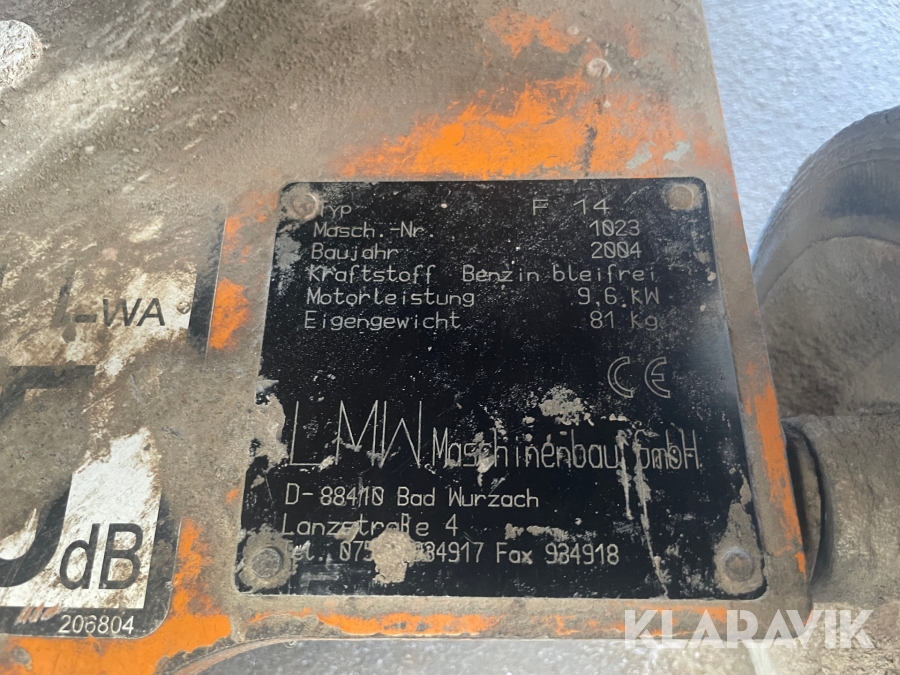 Typ F 14
Masch.-Nr. 1023
Baujahr 2004
Kraftstoff Benzin bleifrei
Motorleistung 9,6 kW
Eigengewicht 81 kg
CE
LMW Maschinenbau GmbH
D-88410 Bad Wurzach
Lanzstraße 4
Fax 934918
-WA
dB
206804
KLARAVIK